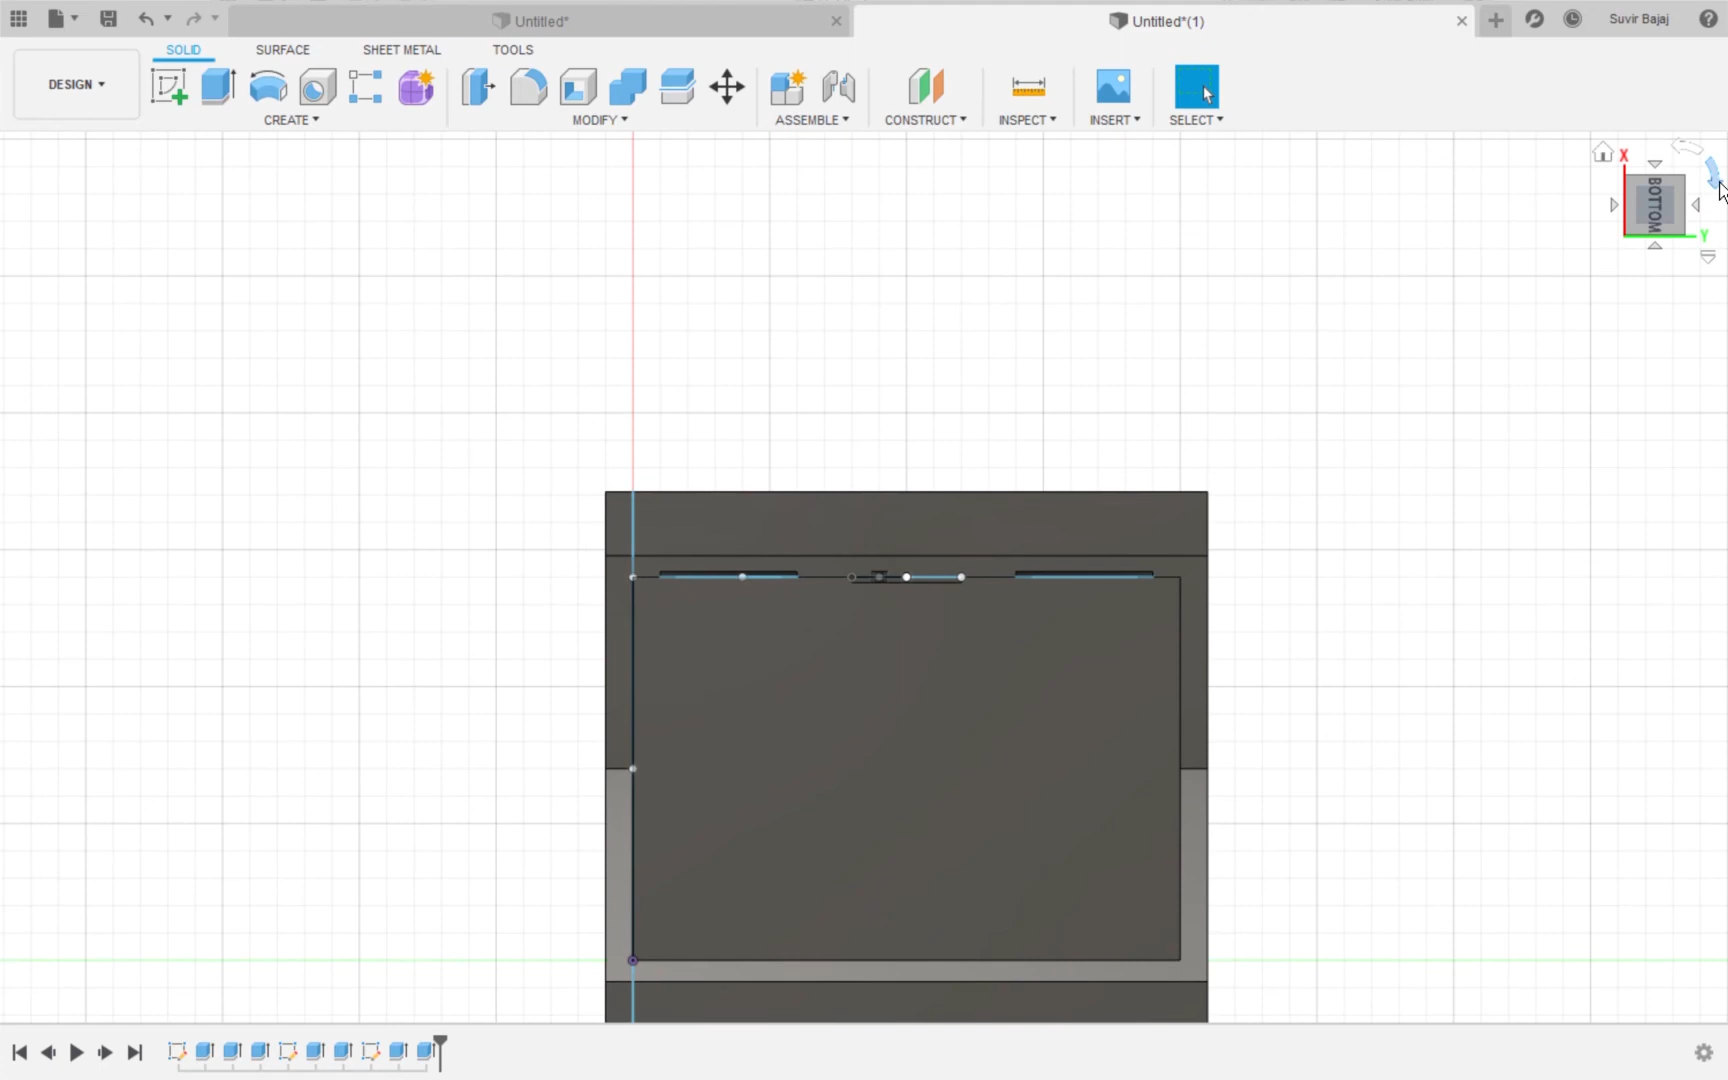 Untitled*
Untitled*(1)
Suvir Bajaj
SOLID
SURFACE
SHEET METAL
TOOLS
DESIGN
CREATE
MODIFY
ASSEMBLE
CONSTRUCT
INSPECT
INSERT
SELECT
X
BOTTOM
Y